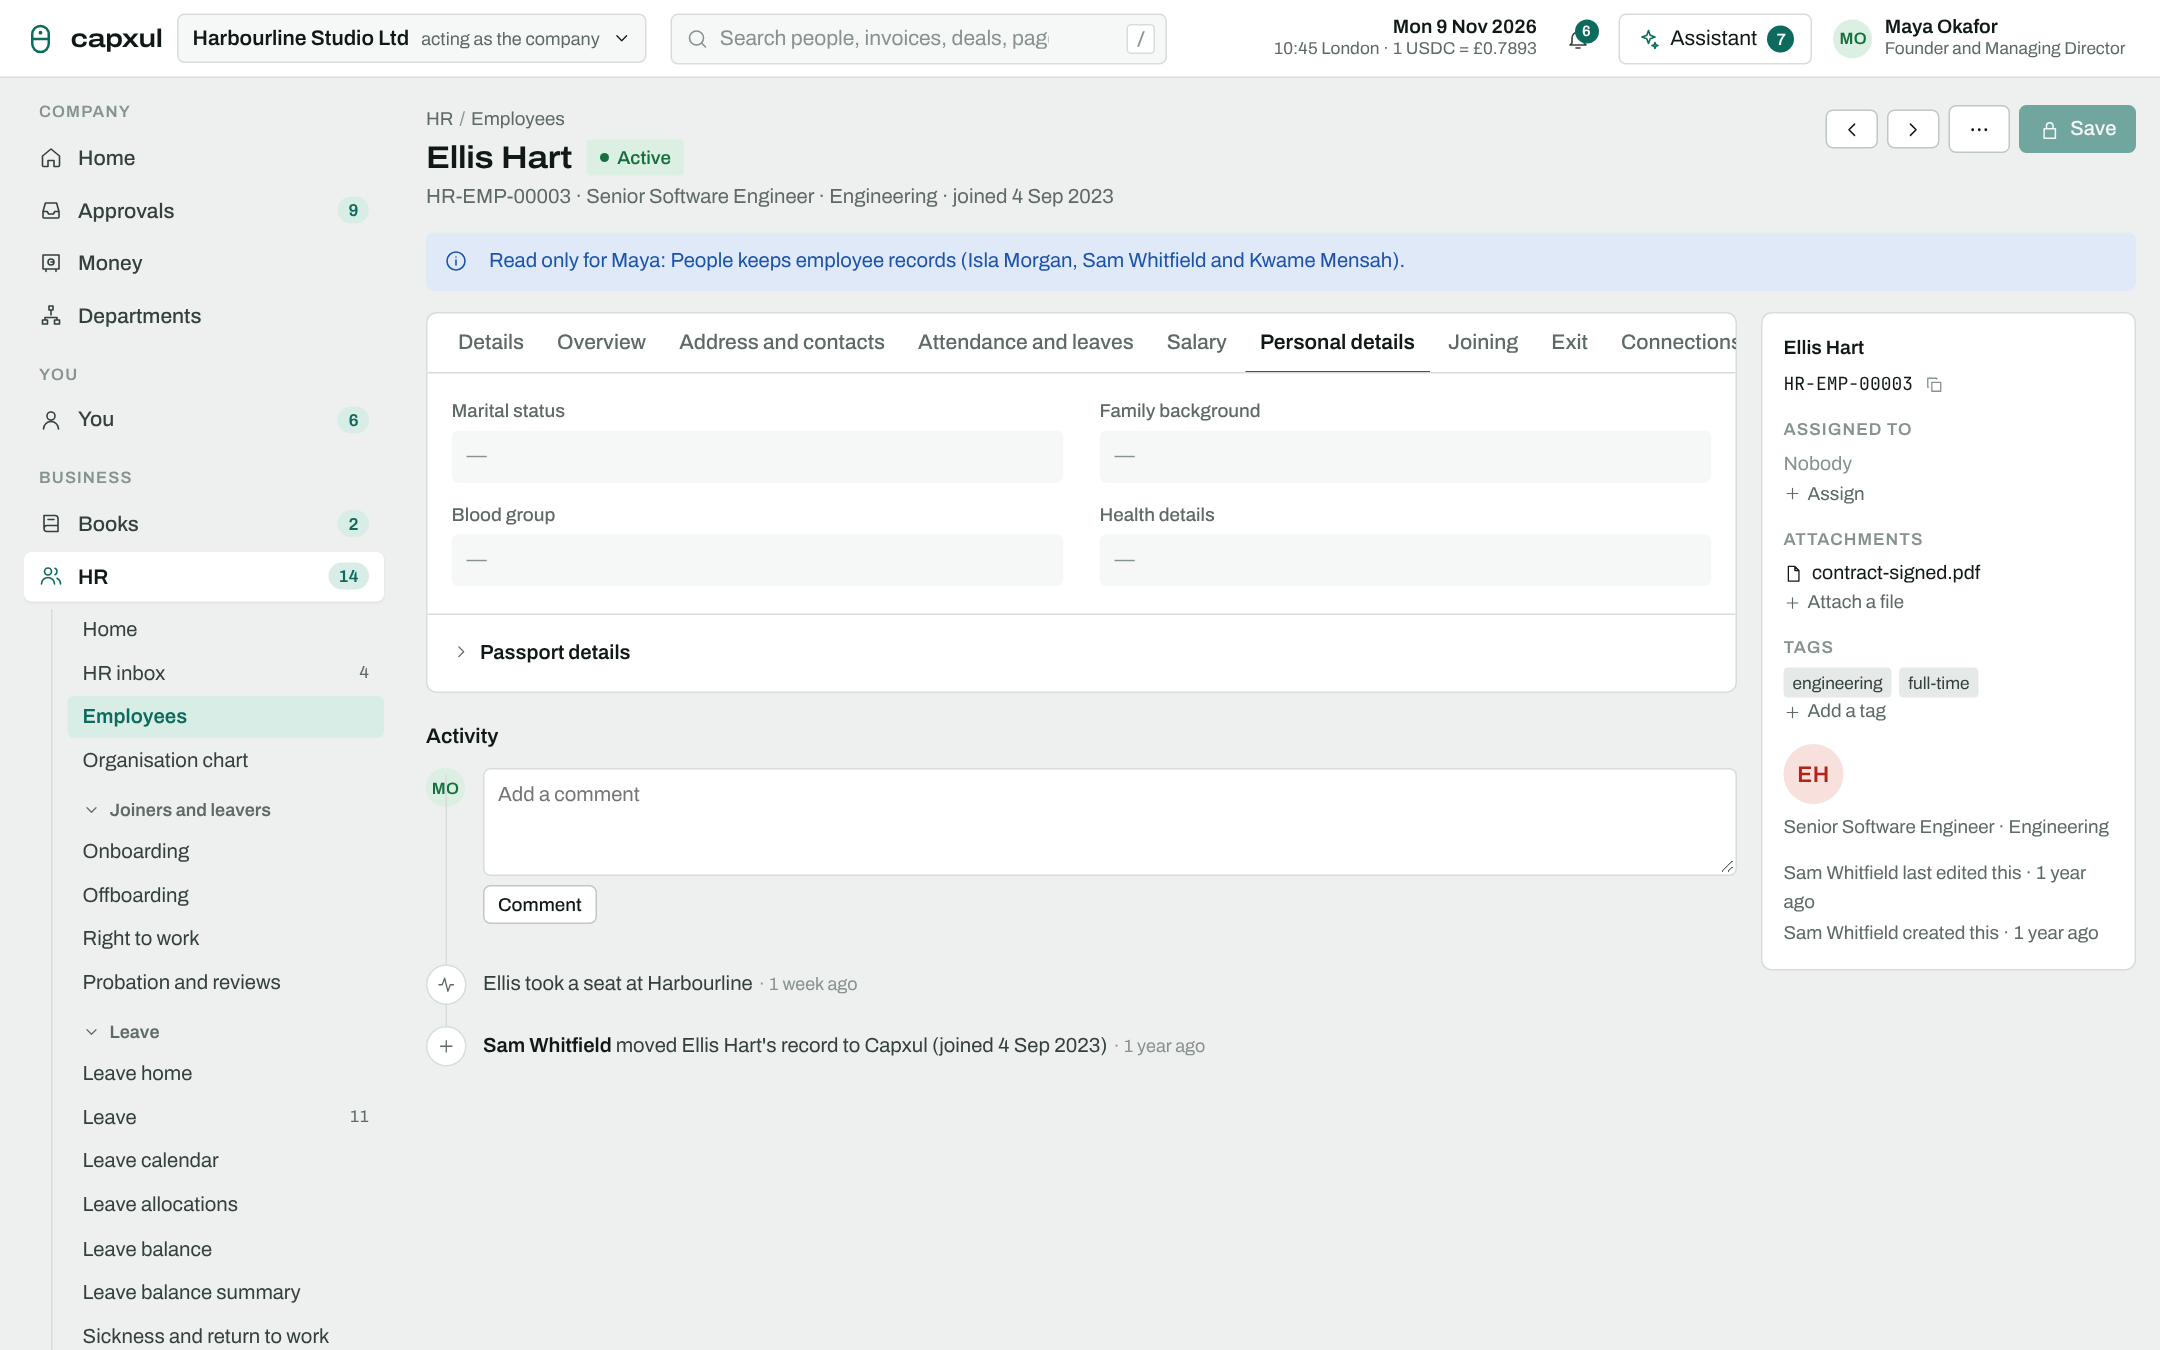 capxul
Harbourline Studio Ltd acting as the company
Search people, invoices, deals, pag
/
Mon 9 Nov 2026
10:45 London · 1 USDC = £0.7893
6
Assistant 7
MO
Maya Okafor
Founder and Managing Director
COMPANY
Home
Approvals 9
Money
Departments
YOU
You 6
BUSINESS
Books 2
HR 14
Home
HR inbox 4
Employees
Organisation chart
Joiners and leavers
Onboarding
Offboarding
Right to work
Probation and reviews
Leave
Leave home
Leave 11
Leave calendar
Leave allocations
Leave balance
Leave balance summary
Sickness and return to work
HR / Employees
Ellis Hart Active
HR-EMP-00003 · Senior Software Engineer · Engineering · joined 4 Sep 2023
... Save
Read only for Maya: People keeps employee records (Isla Morgan, Sam Whitfield and Kwame Mensah).
Details Overview Address and contacts Attendance and leaves Salary Personal details Joining Exit Connections
Marital status
—
Family background
—
Blood group
—
Health details
—
Passport details
Activity
MO
Add a comment
Comment
Ellis took a seat at Harbourline · 1 week ago
Sam Whitfield moved Ellis Hart's record to Capxul (joined 4 Sep 2023) · 1 year ago
Ellis Hart
HR-EMP-00003
ASSIGNED TO
Nobody
+ Assign
ATTACHMENTS
contract-signed.pdf
+ Attach a file
TAGS
engineering full-time
+ Add a tag
EH
Senior Software Engineer · Engineering
Sam Whitfield last edited this · 1 year
ago
Sam Whitfield created this · 1 year ago